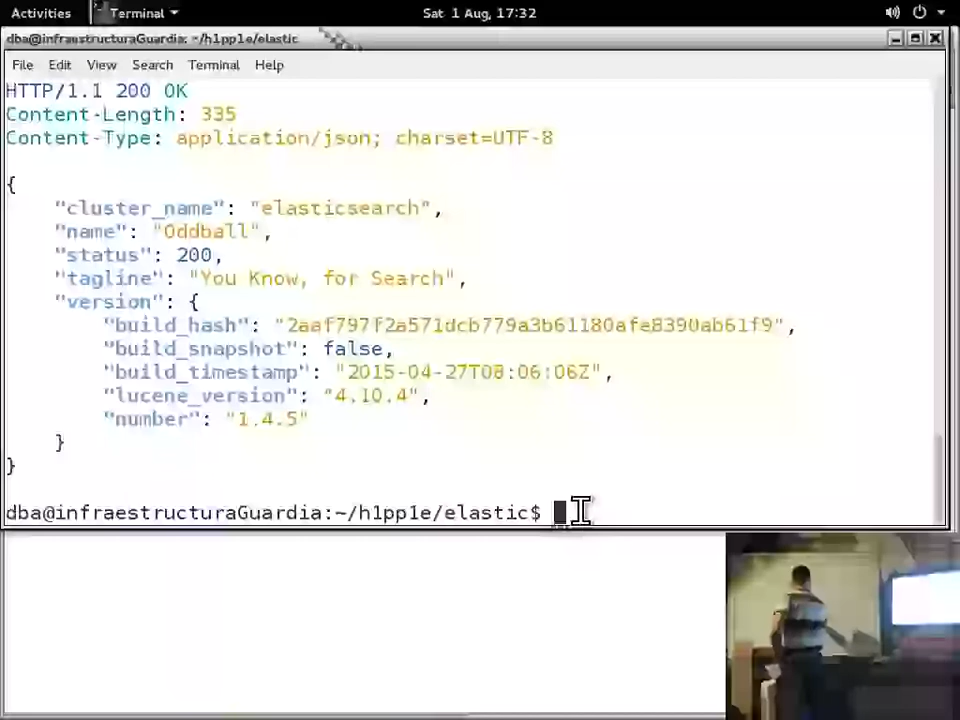 Activities Terminal Sat 1 Aug, 17:32
dba@infraestructuraGuardia: ~/h1pp1e/elastic
File Edit View Search Terminal Help
HTTP/1.1 200 OK
Content-Length: 335
Content-Type: application/json; charset=UTF-8
{
"cluster_name": "elasticsearch",
"name": "Oddball",
"status": 200,
"tagline": "You Know, for Search",
"version": {
"build_hash": "2aaf797f2a571dcb779a3b61180afe8390ab61f9",
"build_snapshot": false,
"build_timestamp": "2015-04-27T08:06:06Z",
"lucene_version": "4.10.4",
"number": "1.4.5"
}
}
dba@infraestructuraGuardia:~/h1pp1e/elastic$